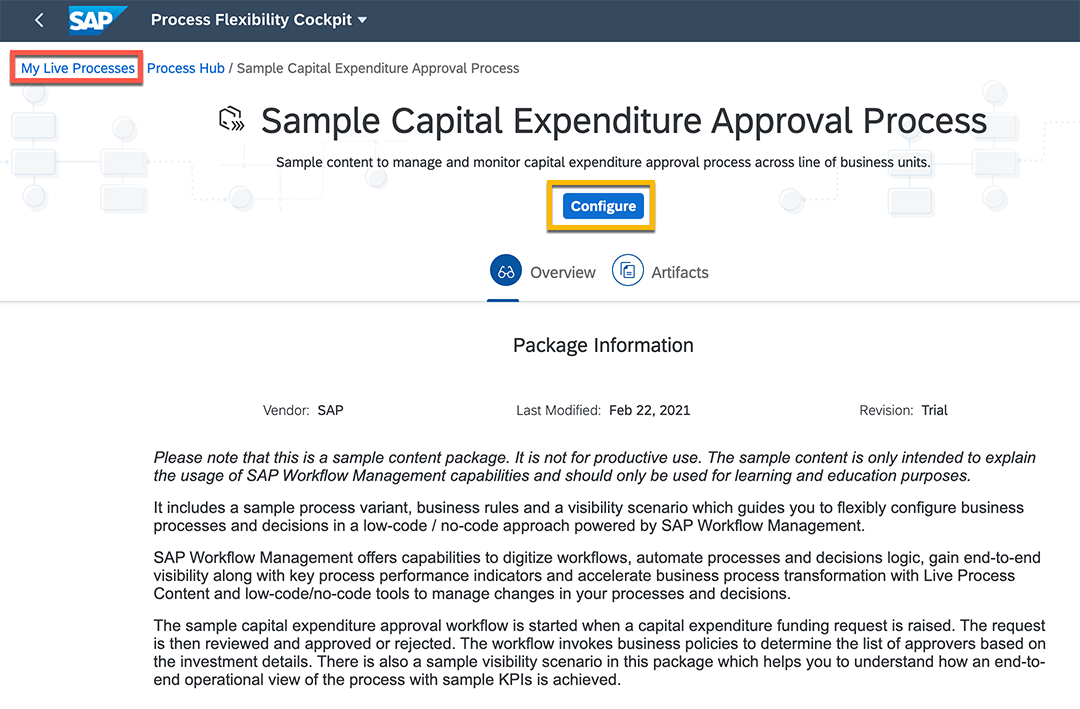 SAP Process Flexibility Cockpit
My Live Processes Process Hub / Sample Capital Expenditure Approval Process
Sample Capital Expenditure Approval Process
Sample content to manage and monitor capital expenditure approval process across line of business units.
Configure
Overview Artifacts
Package Information
Vendor: SAP Last Modified: Feb 22, 2021 Revision: Trial
Please note that this is a sample content package. It is not for productive use. The sample content is only intended to explain
the usage of SAP Workflow Management capabilities and should only be used for learning and education purposes.
It includes a sample process variant, business rules and a visibility scenario which guides you to flexibly configure business
processes and decisions in a low-code / no-code approach powered by SAP Workflow Management.
SAP Workflow Management offers capabilities to digitize workflows, automate processes and decisions logic, gain end-to-end
visibility along with key process performance indicators and accelerate business process transformation with Live Process
Content and low-code/no-code tools to manage changes in your processes and decisions.
The sample capital expenditure approval workflow is started when a capital expenditure funding request is raised. The request
is then reviewed and approved or rejected. The workflow invokes business policies to determine the list of approvers based on
the investment details. There is also a sample visibility scenario in this package which helps you to understand how an end-to-
end operational view of the process with sample KPIs is achieved.